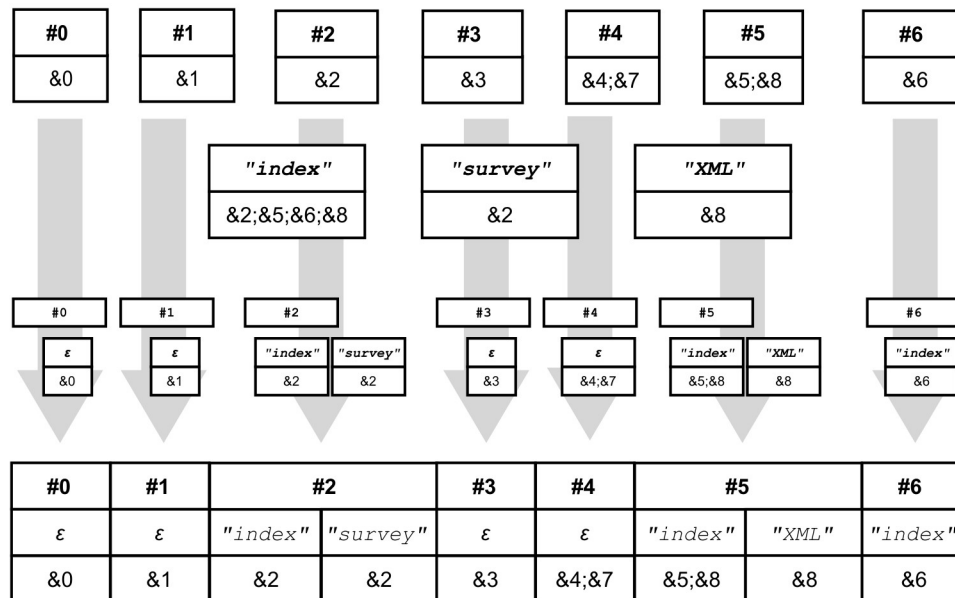 #0 #1 #2 #3 #4 #5 #6
&0 &1 &2 &3 &4;&7 &5;&8 &6
"index" "survey" "XML"
&2;&5;&6;&8 &2 &8
#0 #1 #2 #3 #4 #5 #6
ε ε "index" "survey" ε ε "index" "XML" "index"
&0 &1 &2 &2 &3 &4;&7 &5;&8 &8 &6
#0 #1 #2 #3 #4 #5 #6
ε ε "index" "survey" ε ε "index" "XML" "index"
&0 &1 &2 &2 &3 &4;&7 &5;&8 &8 &6